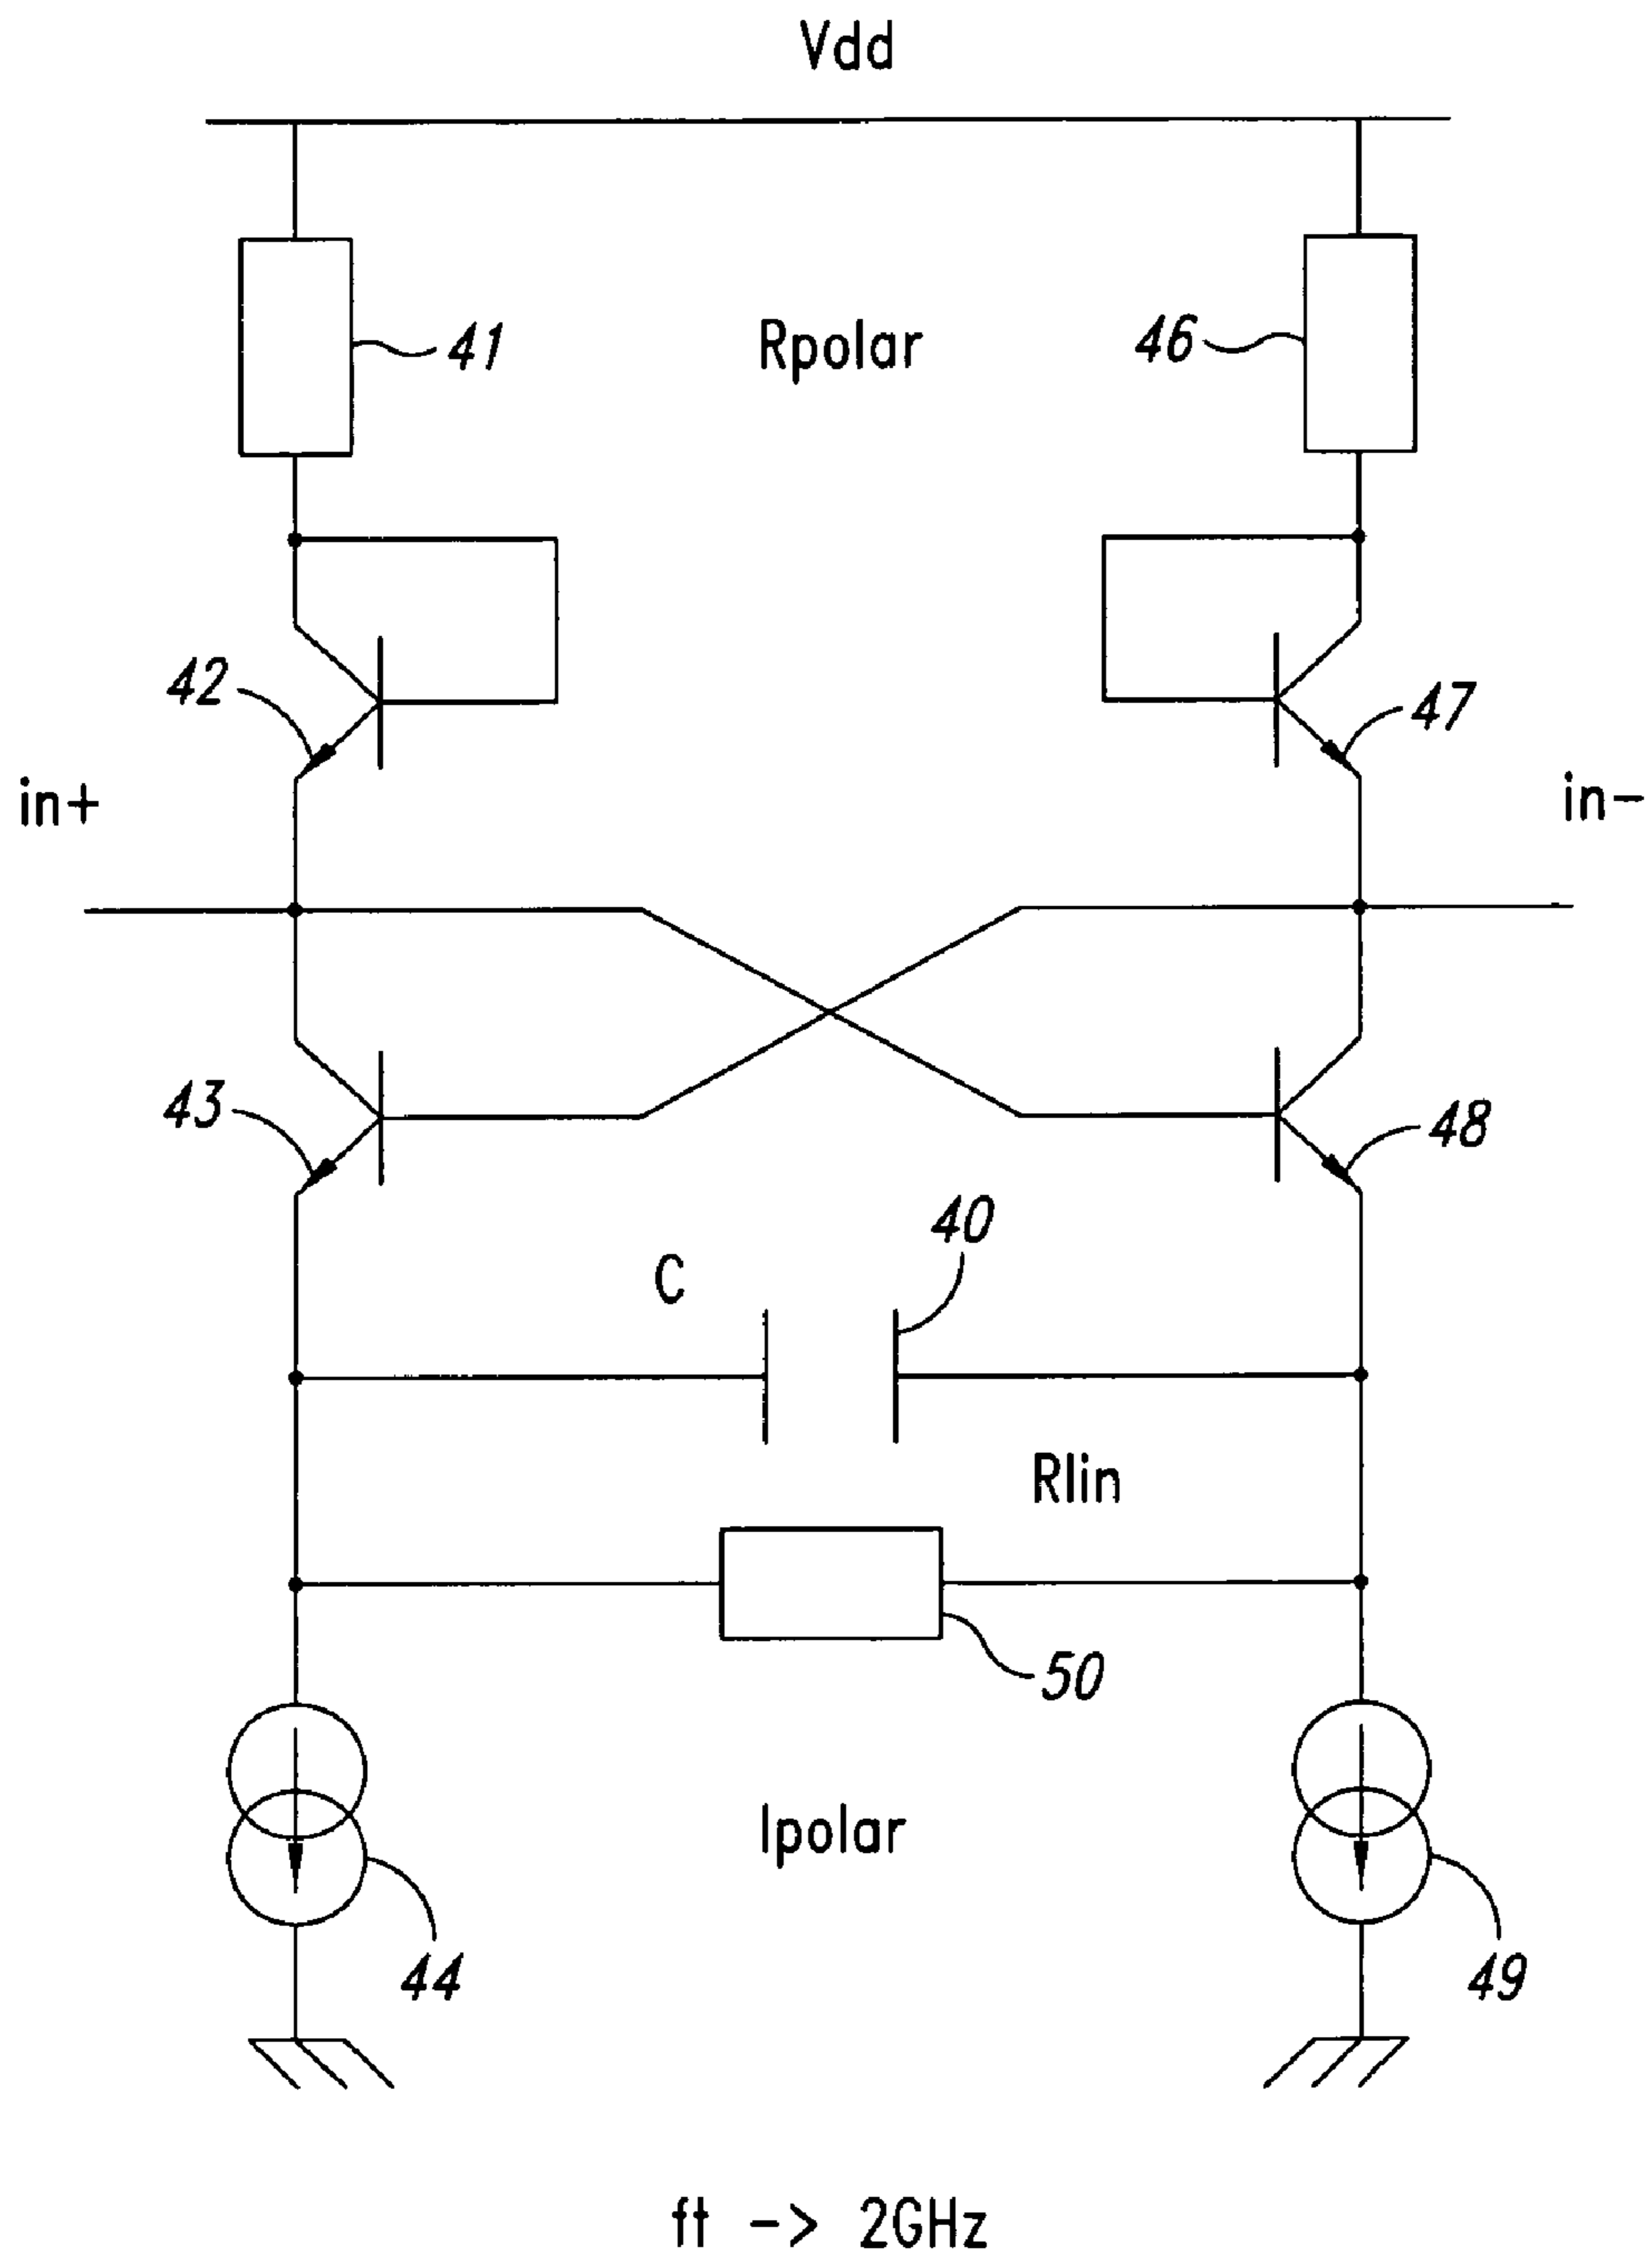 Vdd
41
Rpolar
46
42
47
in+
in-
43
48
40
C
Rlin
50
Ipolar
44
49
ft -> 2GHz